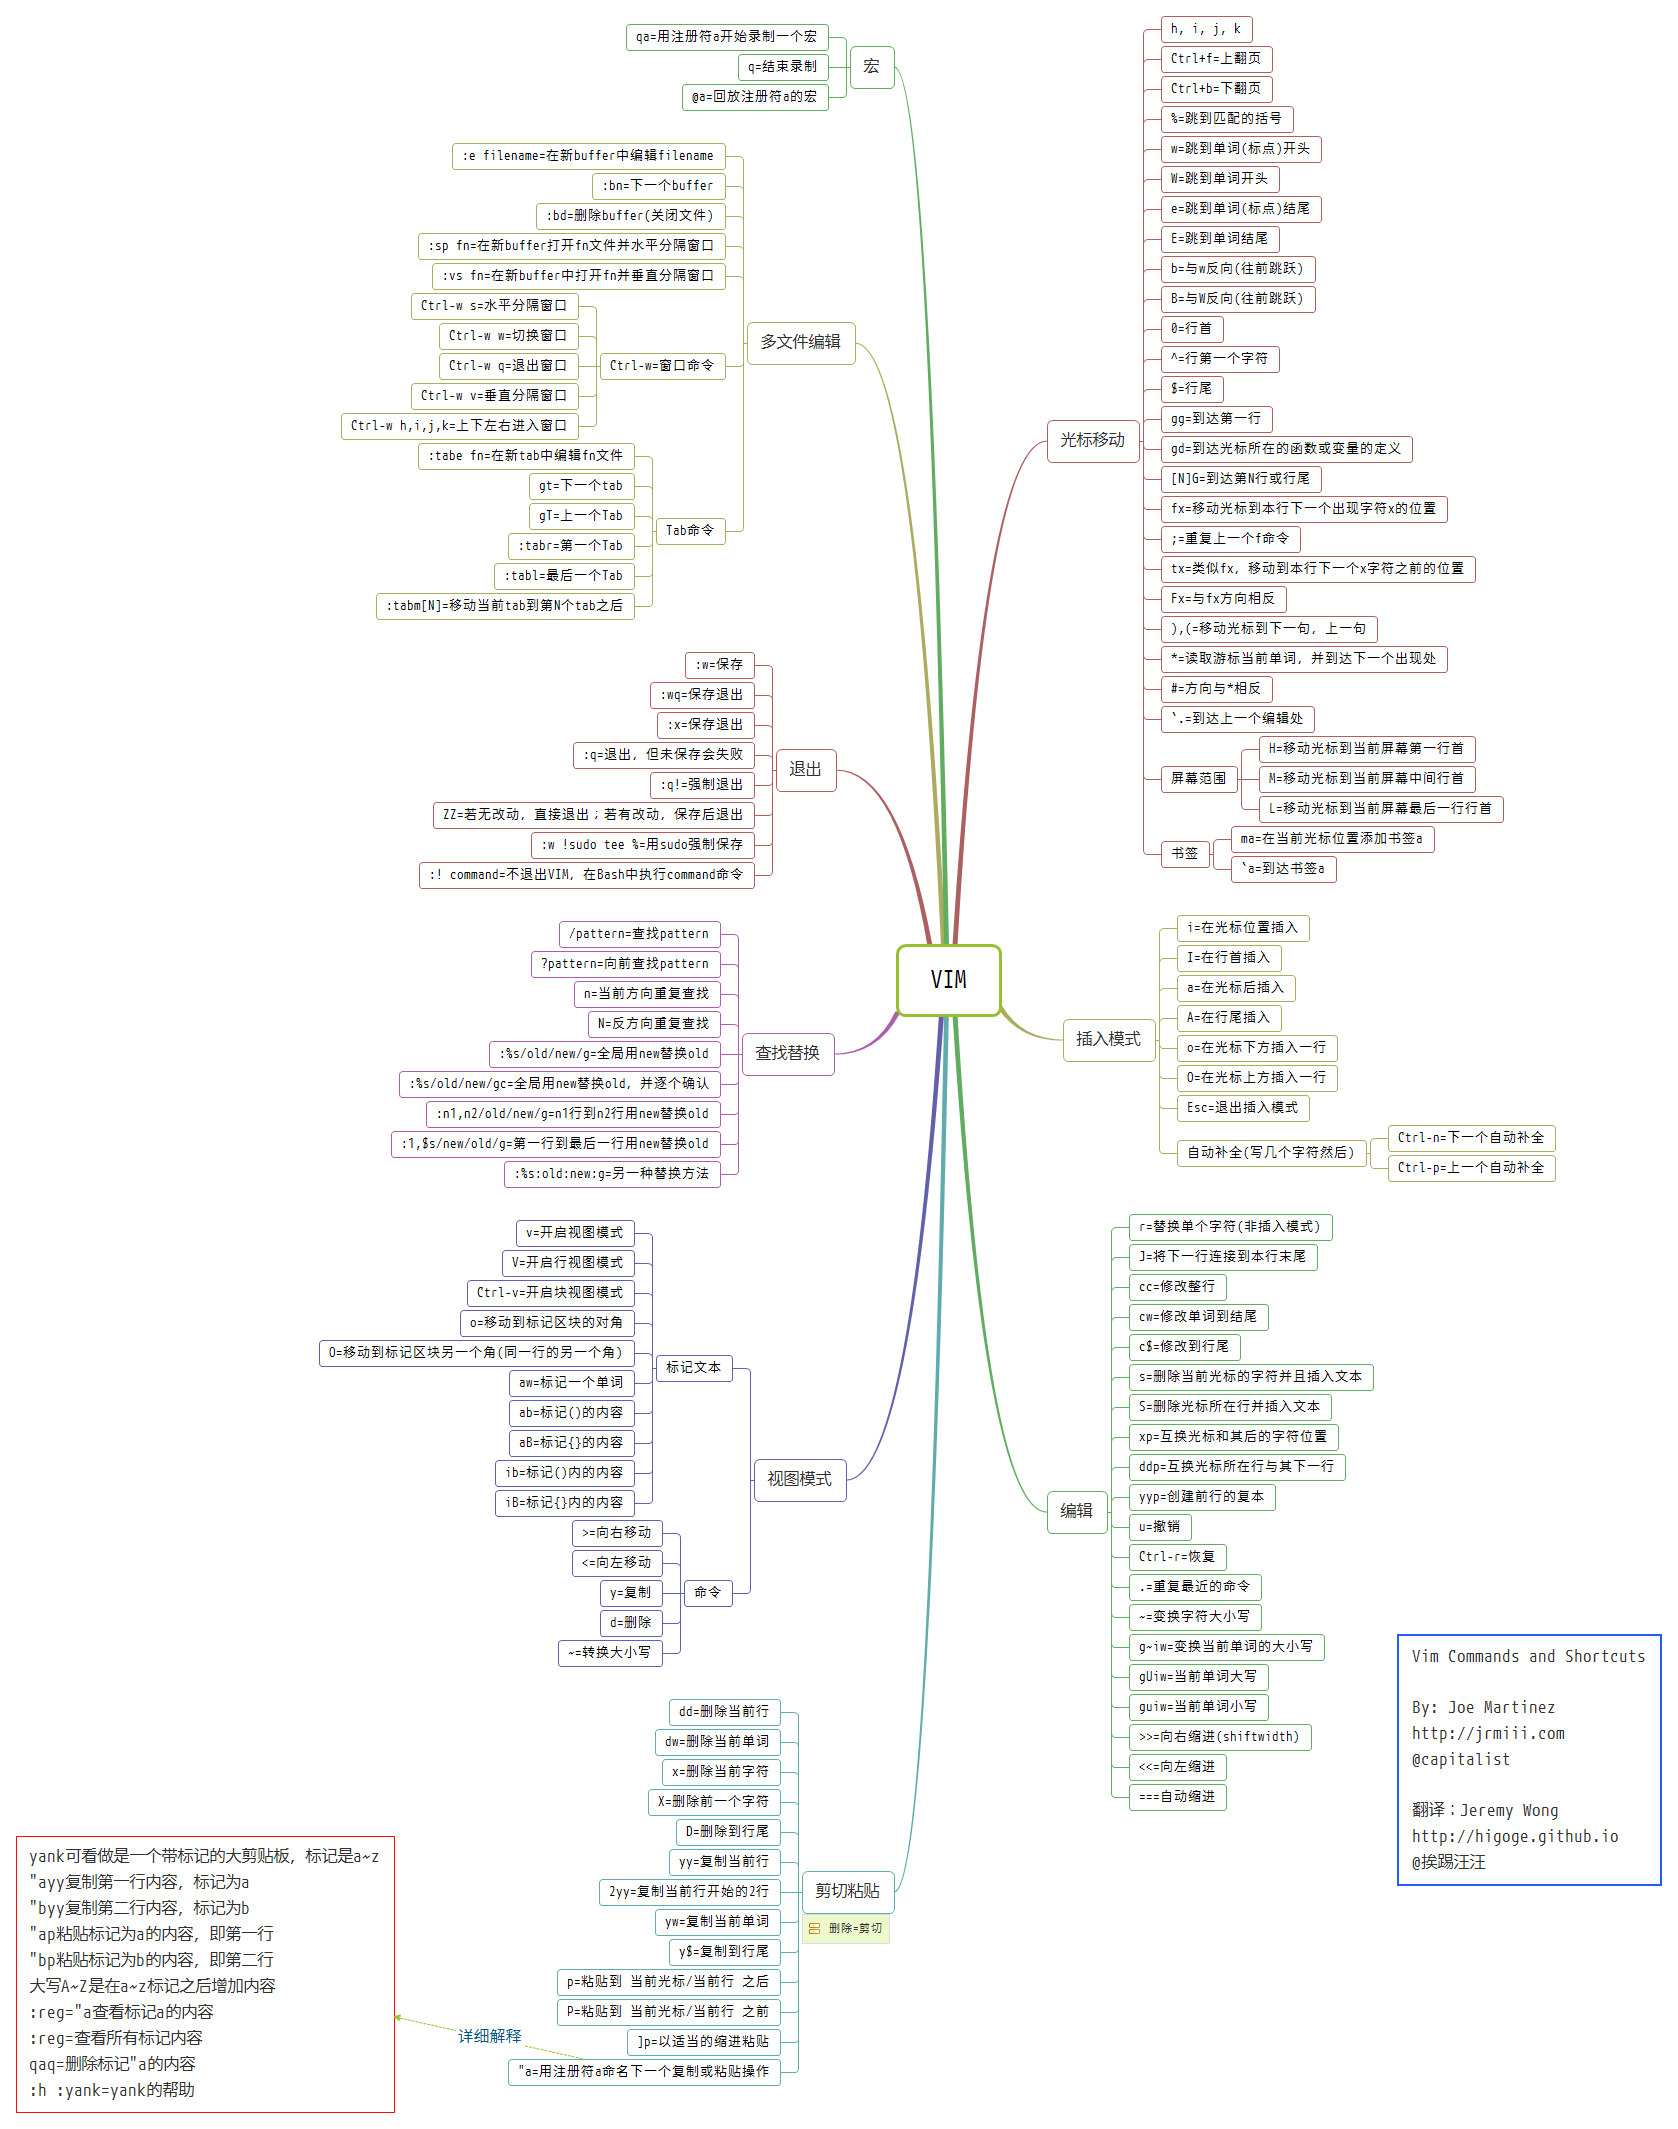 VIM
宏
qa=用注册符a开始录制一个宏
q=结束录制
@a=回放注册符a的宏
多文件编辑
:e filename=在新buffer中编辑filename
:bn=下一个buffer
:bd=删除buffer(关闭文件)
:sp fn=在新buffer打开fn文件并水平分隔窗口
:vs fn=在新buffer中打开fn并垂直分隔窗口
Ctrl-w=窗口命令
Ctrl-w s=水平分隔窗口
Ctrl-w w=切换窗口
Ctrl-w q=退出窗口
Ctrl-w v=垂直分隔窗口
Ctrl-w h,i,j,k=上下左右进入窗口
Tab命令
:tabe fn=在新tab中编辑fn文件
gt=下一个tab
gT=上一个Tab
:tabr=第一个Tab
:tabl=最后一个Tab
:tabm[N]=移动当前tab到第N个tab之后
退出
:w=保存
:wq=保存退出
:x=保存退出
:q=退出, 但未保存会失败
:q!=强制退出
ZZ=若无改动, 直接退出；若有改动, 保存后退出
:w !sudo tee %=用sudo强制保存
:! command=不退出VIM, 在Bash中执行command命令
查找替换
/pattern=查找pattern
?pattern=向前查找pattern
n=当前方向重复查找
N=反方向重复查找
:%s/old/new/g=全局用new替换old
:%s/old/new/gc=全局用new替换old, 并逐个确认
:n1,n2/old/new/g=n1行到n2行用new替换old
:1,$s/new/old/g=第一行到最后一行用new替换old
:%s:old:new:g=另一种替换方法
视图模式
标记文本
v=开启视图模式
V=开启行视图模式
Ctrl-v=开启块视图模式
o=移动到标记区块的对角
O=移动到标记区块另一个角(同一行的另一个角)
aw=标记一个单词
ab=标记()的内容
aB=标记{}的内容
ib=标记()内的内容
iB=标记{}内的内容
命令
>=向右移动
<=向左移动
y=复制
d=删除
~=转换大小写
剪切粘贴
删除=剪切
dd=删除当前行
dw=删除当前单词
x=删除当前字符
X=删除前一个字符
D=删除到行尾
yy=复制当前行
2yy=复制当前行开始的2行
yw=复制当前单词
y$=复制到行尾
p=粘贴到 当前光标/当前行 之后
P=粘贴到 当前光标/当前行 之前
]p=以适当的缩进粘贴
"a=用注册符a命名下一个复制或粘贴操作
详细解释
yank可看做是一个带标记的大剪贴板, 标记是a~z
"ayy复制第一行内容, 标记为a
"byy复制第二行内容, 标记为b
"ap粘贴标记为a的内容, 即第一行
"bp粘贴标记为b的内容, 即第二行
大写A~Z是在a~z标记之后增加内容
:reg="a查看标记a的内容
:reg=查看所有标记内容
qaq=删除标记"a的内容
:h :yank=yank的帮助
光标移动
h, i, j, k
Ctrl+f=上翻页
Ctrl+b=下翻页
%=跳到匹配的括号
w=跳到单词(标点)开头
W=跳到单词开头
e=跳到单词(标点)结尾
E=跳到单词结尾
b=与w反向(往前跳跃)
B=与W反向(往前跳跃)
0=行首
^=行第一个字符
$=行尾
gg=到达第一行
gd=到达光标所在的函数或变量的定义
[N]G=到达第N行或行尾
fx=移动光标到本行下一个出现字符x的位置
;=重复上一个f命令
tx=类似fx, 移动到本行下一个x字符之前的位置
Fx=与fx方向相反
),(=移动光标到下一句, 上一句
*=读取游标当前单词, 并到达下一个出现处
#=方向与*相反
`.=到达上一个编辑处
屏幕范围
H=移动光标到当前屏幕第一行首
M=移动光标到当前屏幕中间行首
L=移动光标到当前屏幕最后一行行首
书签
ma=在当前光标位置添加书签a
`a=到达书签a
插入模式
i=在光标位置插入
I=在行首插入
a=在光标后插入
A=在行尾插入
o=在光标下方插入一行
O=在光标上方插入一行
Esc=退出插入模式
自动补全(写几个字符然后)
Ctrl-n=下一个自动补全
Ctrl-p=上一个自动补全
编辑
r=替换单个字符(非插入模式)
J=将下一行连接到本行末尾
cc=修改整行
cw=修改单词到结尾
c$=修改到行尾
s=删除当前光标的字符并且插入文本
S=删除光标所在行并插入文本
xp=互换光标和其后的字符位置
ddp=互换光标所在行与其下一行
yyp=创建前行的复本
u=撤销
Ctrl-r=恢复
.=重复最近的命令
~=变换字符大小写
g~iw=变换当前单词的大小写
gUiw=当前单词大写
guiw=当前单词小写
>>=向右缩进(shiftwidth)
<<=向左缩进
===自动缩进
Vim Commands and Shortcuts
By: Joe Martinez
http://jrmiii.com
@capitalist
翻译：Jeremy Wong
http://higoge.github.io
@挨踢汪汪